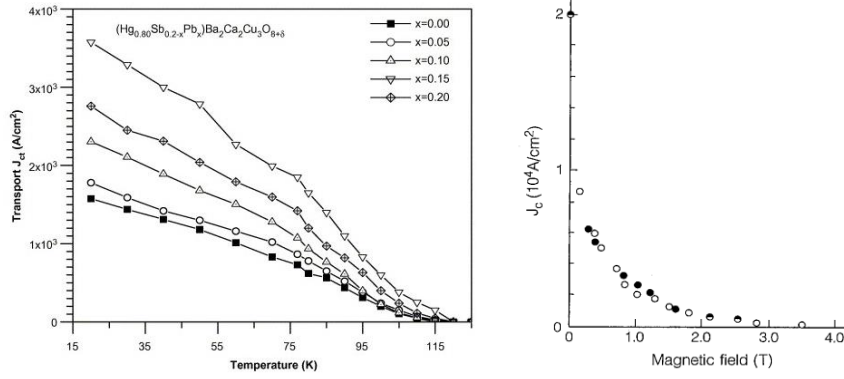 (Hg0.80Sb0.2-xPbx)Ba2Ca2Cu3O8+δ
x=0.00
x=0.05
x=0.10
x=0.15
x=0.20
Transport Jct (A/cm²)
4x10³
3x10³
2x10³
1x10³
0
15
35
55
75
95
115
Temperature (K)
Jc (10⁴A/cm²)
2
1
0
0
1.0
2.0
3.0
4.0
Magnetic field (T)